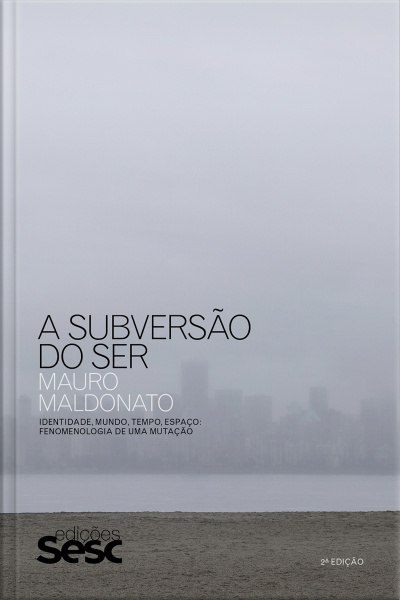 A SUBVERSÃO
DO SER
MAURO
MALDONATO
IDENTIDADE, MUNDO, TEMPO, ESPAÇO:
FENOMENOLOGIA DE UMA MUTAÇÃO
edições
Sesc
2ª EDIÇÃO